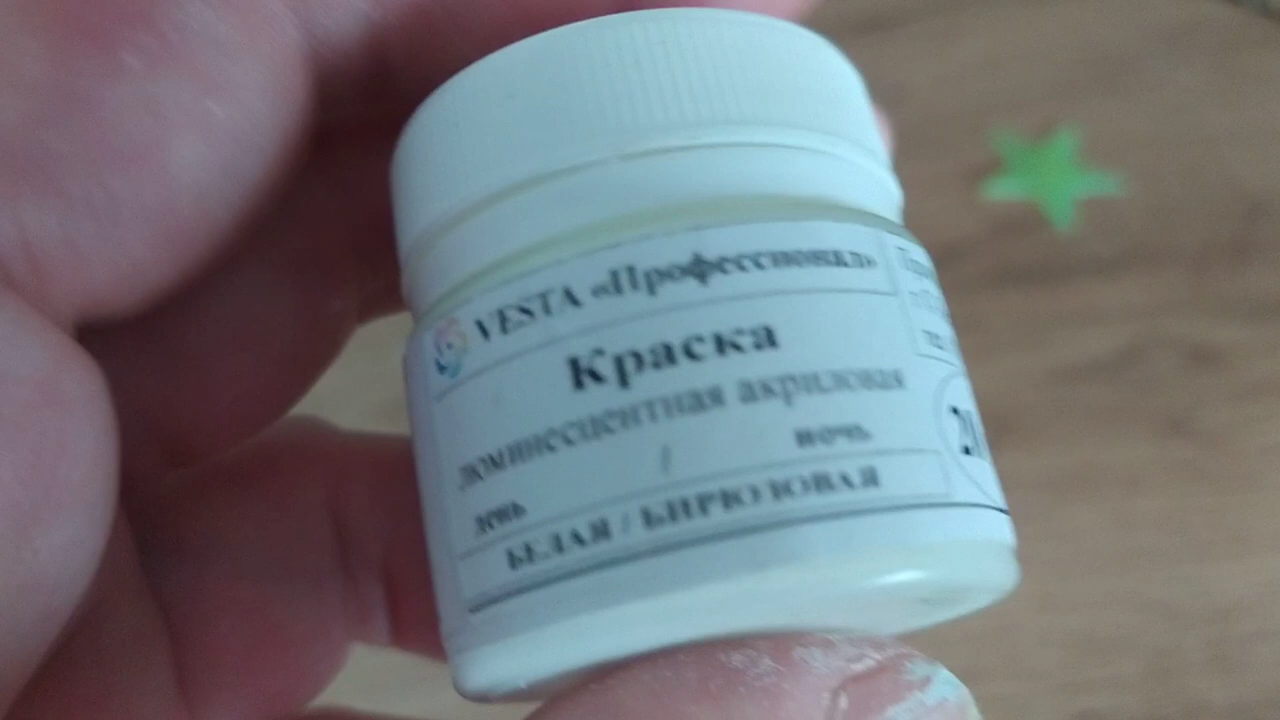 VESTA «Профессионал»
Краска
люминесцентная акриловая
день / ночь
БЕЛАЯ / БИРЮЗОВАЯ